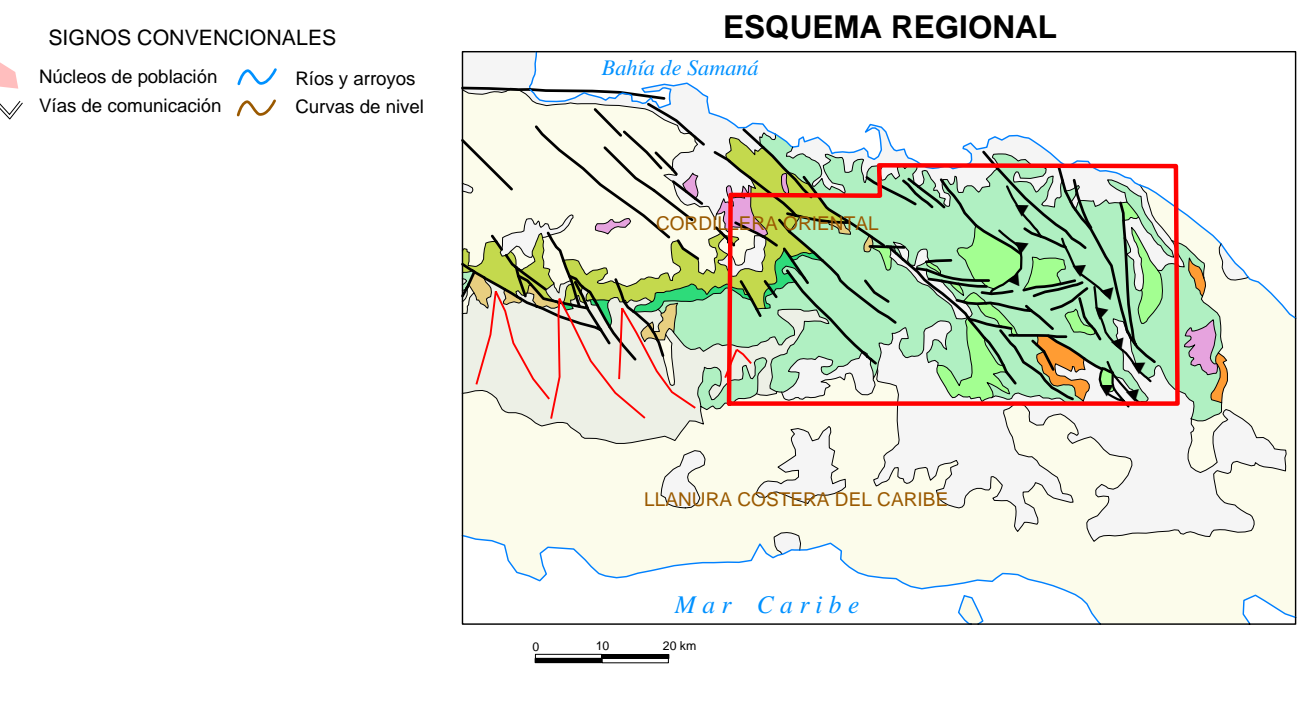 SIGNOS CONVENCIONALES
Núcleos de población
Ríos y arroyos
Vías de comunicación
Curvas de nivel
ESQUEMA REGIONAL
Bahía de Samaná
CORDILLERA ORIENTAL
LLANURA COSTERA DEL CARIBE
Mar Caribe
0 10 20 km